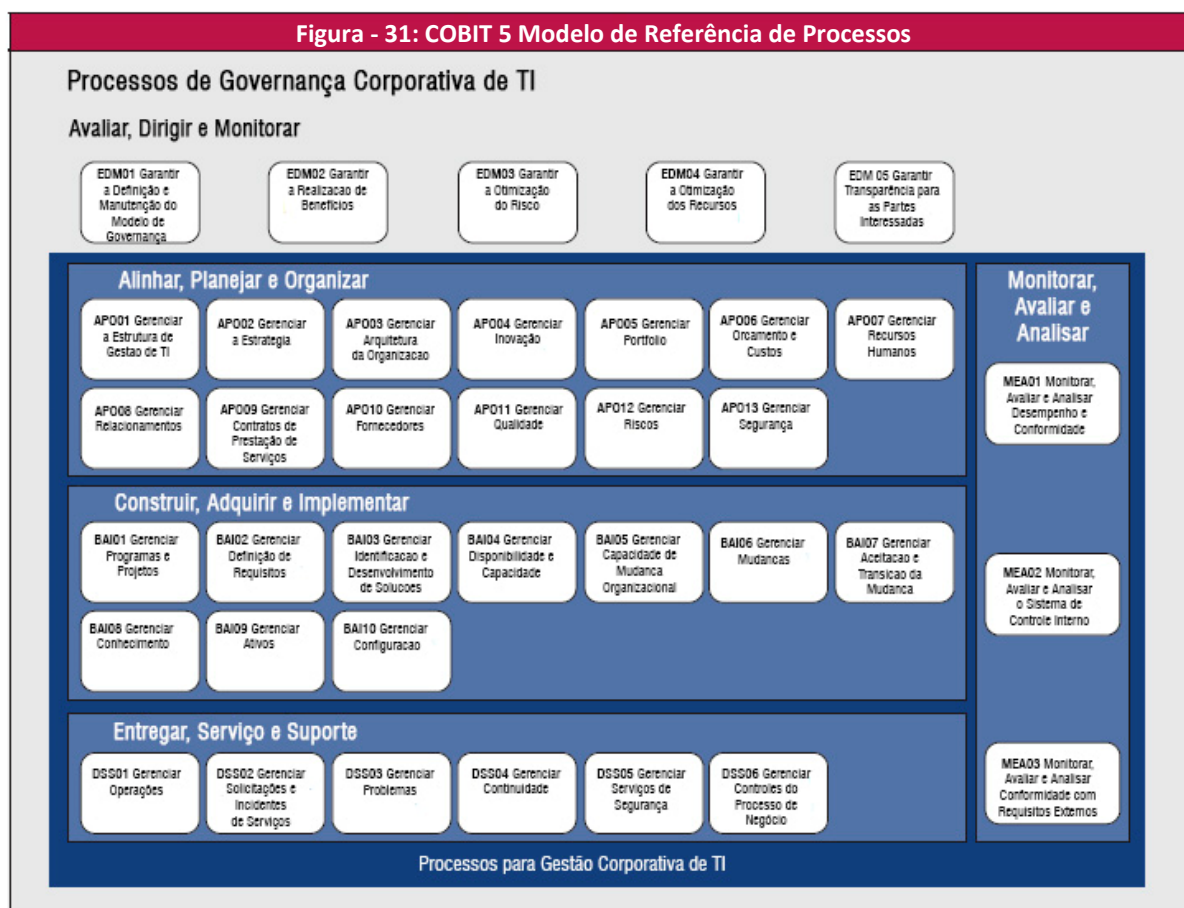 Figura - 31: COBIT 5 Modelo de Referência de Processos
Processos de Governança Corporativa de TI
Avaliar, Dirigir e Monitorar
EDM01 Garantir
a Definição e
Manutenção do
Modelo de
Governança
EDM02 Garantir
a Realizacao de
Benefícios
EDM03 Garantir
a Otimização
do Risco
EDM04 Garantir
a Otimização
dos Recursos
EDM 05 Garantir
Transparência para
as Partes
Interessadas
Alinhar, Planejar e Organizar
APO01 Gerenciar
a Estrutura de
Gestao de TI
APO02 Gerenciar
a Estrategia
APO03 Gerenciar
Arquitetura
da Organizacao
APO04 Gerenciar
Inovação
APO05 Gerenciar
Portfolio
APO06 Gerenciar
Orcamento e
Custos
APO07 Gerenciar
Recursos
Humanos
APO08 Gerenciar
Relacionamentos
APO09 Gerenciar
Contratos de
Prestação de
Serviços
APO10 Gerenciar
Fornecedores
APO11 Gerenciar
Qualidade
APO12 Gerenciar
Riscos
APO13 Gerenciar
Segurança
Construir, Adquirir e Implementar
BAI01 Gerenciar
Programas e
Projetos
BAI02 Gerenciar
Definição de
Requisitos
BAI03 Gerenciar
Identificacao e
Desenvolvimento
de Solucoes
BAI04 Gerenciar
Disponibilidade e
Capacidade
BAI05 Gerenciar
Capacidade de
Mudanca
Organizacional
BAI06 Gerenciar
Mudancas
BAI07 Gerenciar
Aceitacao e
Transicao da
Mudanca
BAI08 Gerenciar
Conhecimento
BAI09 Gerenciar
Ativos
BAI10 Gerenciar
Configuracao
Entregar, Serviço e Suporte
DSS01 Gerenciar
Operações
DSS02 Gerenciar
Solicitações e
Incidentes
de Serviços
DSS03 Gerenciar
Problemas
DSS04 Gerenciar
Continuidade
DSS05 Gerenciar
Serviços de
Segurança
DSS06 Gerenciar
Controles do
Processo de
Negócio
Monitorar,
Avaliar e
Analisar
MEA01 Monitorar,
Avaliar e Analisar
Desempenho e
Conformidade
MEA02 Monitorar,
Avaliar e Analisar
o Sistema de
Controle Interno
MEA03 Monitorar,
Avaliar e Analisar
Conformidade com
Requisitos Externos
Processos para Gestão Corporativa de TI